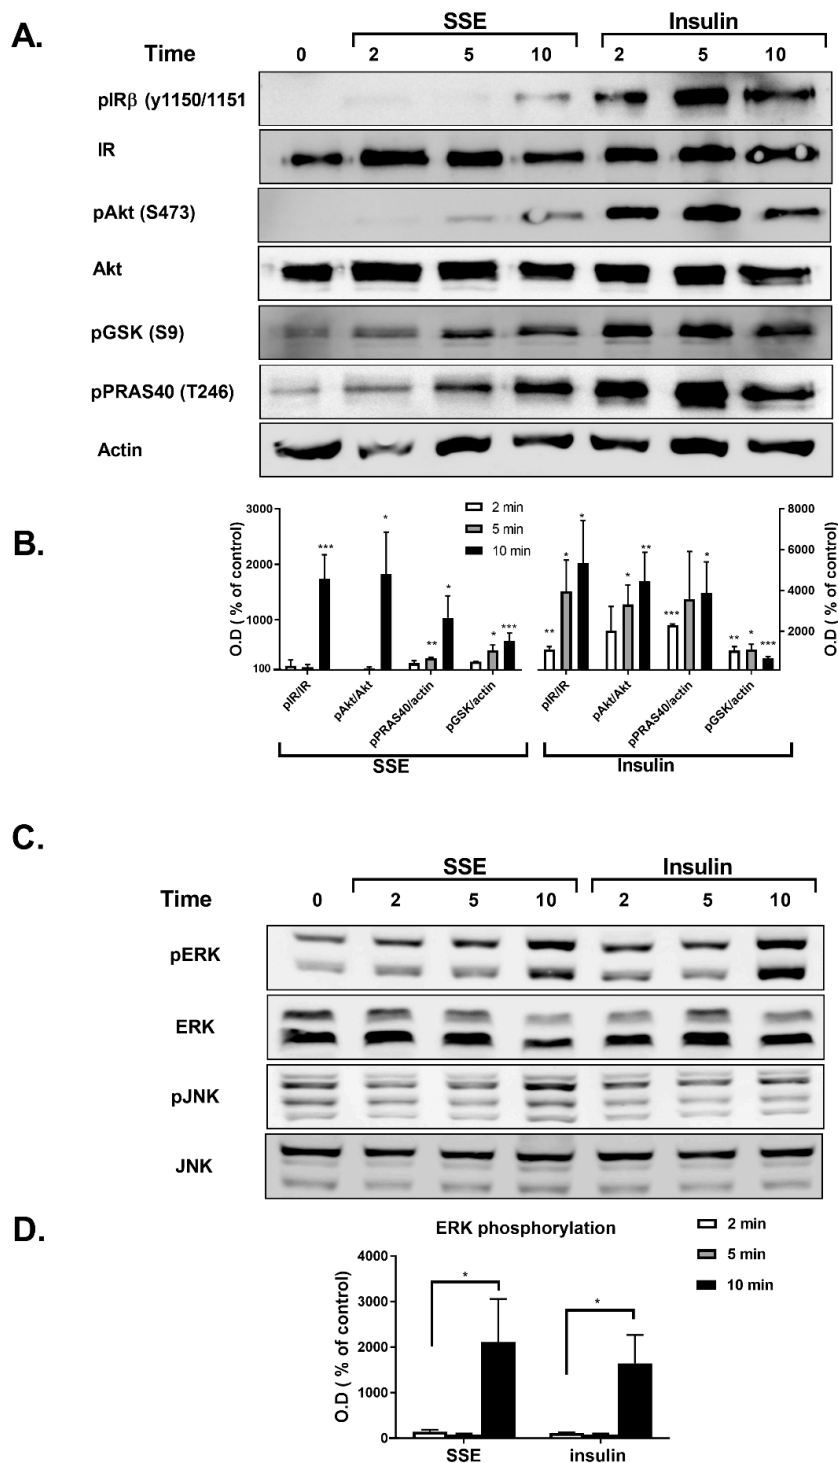 A.
SSE Insulin
Time 0 2 5 10 2 5 10
pIRβ (y1150/1151
IR
pAkt (S473)
Akt
pGSK (S9)
pPRAS40 (T246)
Actin
B.
O.D ( % of control)
3000
2000
1000
100
2 min
5 min
10 min
8000
6000
4000
2000
O.D ( % of control)
*** * ** * * ***
** * * * ** *** * ** * ***
pIR/IR pAkt/Akt pPRAS40/actin pGSK/actin pIR/IR pAkt/Akt pPRAS40/actin pGSK/actin
SSE Insulin
C.
SSE Insulin
Time 0 2 5 10 2 5 10
pERK
ERK
pJNK
JNK
D.
ERK phosphorylation
2 min
5 min
10 min
O.D ( % of control)
4000
3000
2000
1000
0
* *
SSE insulin